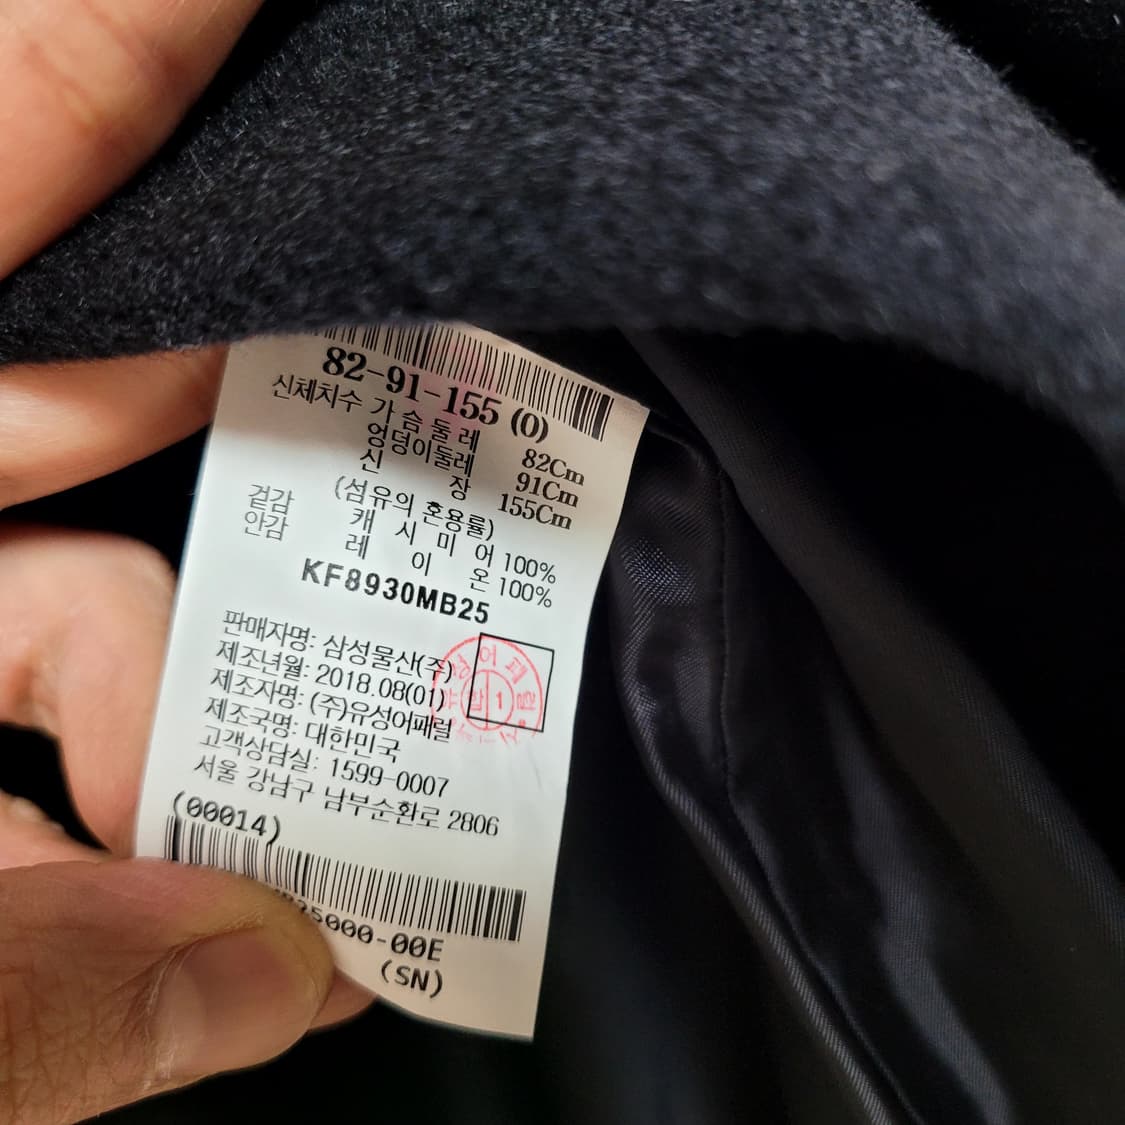 82-91-155 (0)
신체치수 가슴둘레 82Cm
엉덩이둘레 91Cm
신장 155Cm
(섬유의 혼용률)
겉감 캐시미어 100%
안감 레이온 100%
KF8930MB25
판매자명: 삼성물산(주)
제조년월: 2018.08(01)
제조자명: (주)유성어패럴
제조국명: 대한민국
고객상담실: 1599-0007
서울 강남구 남부순환로 2806
(00014)
25000-00E
(SN)